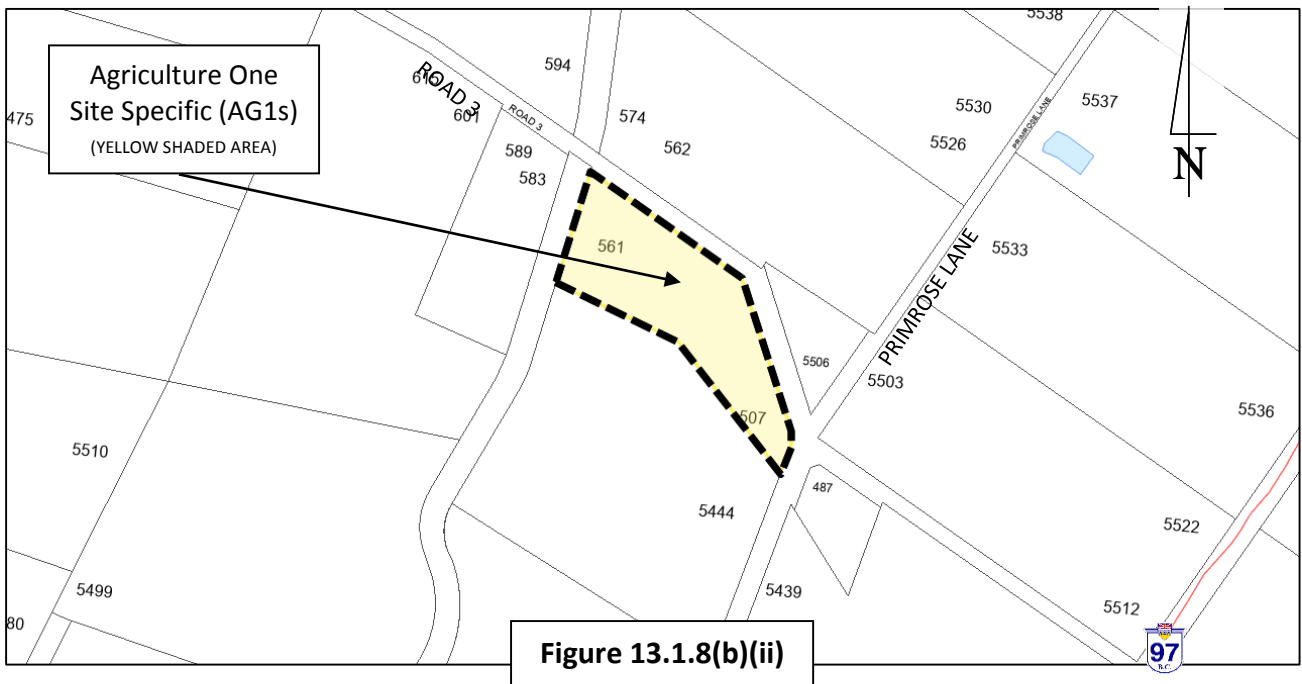 5538
Agriculture One
Site Specific (AG1s)
(YELLOW SHADED AREA)
594
615
ROAD 3
601
ROAD 3
475
574
562
589
583
5530
5537
5526
PRIMROSE LANE
N
561
5533
PRIMROSE LANE
5506
5503
507
5536
5510
487
5444
5522
5499
5439
5512
80
Figure 13.1.8(b)(ii)
97
B.C.